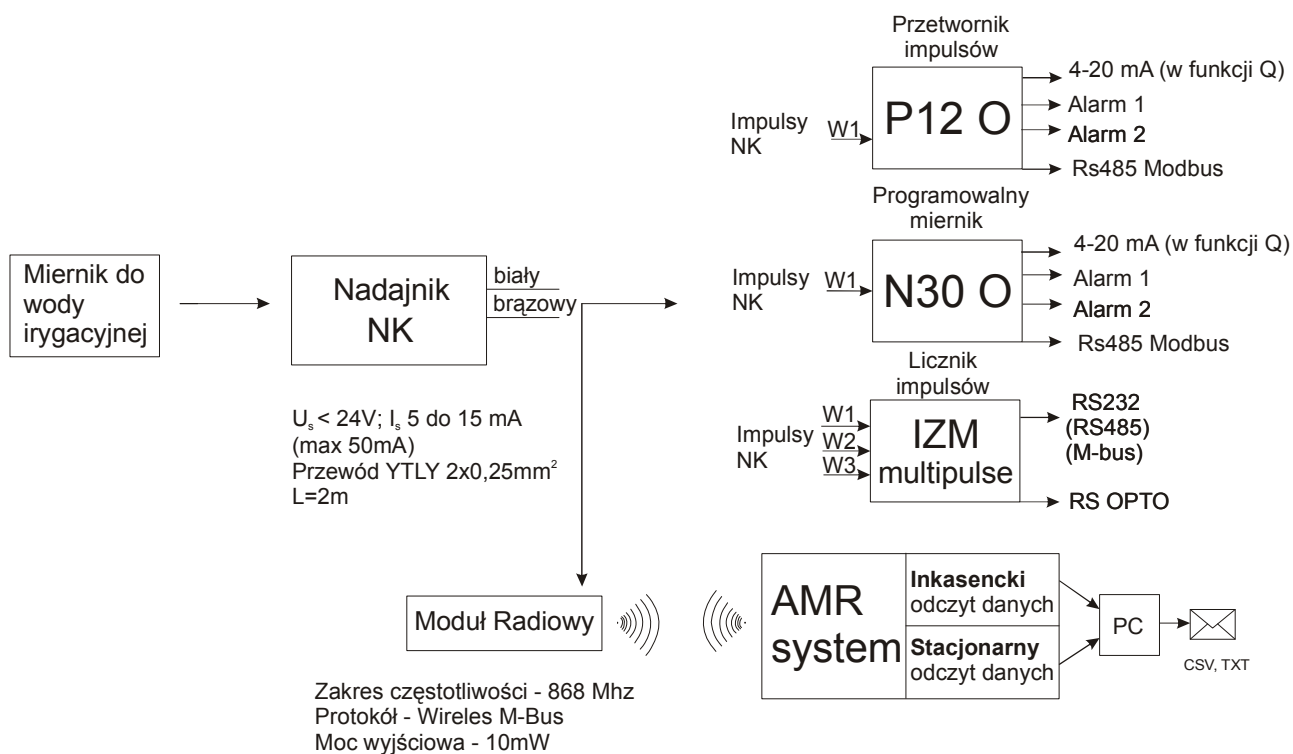 Przetwornik
impulsów
Impulsy
NK
W1
P12 O
4-20 mA (w funkcji Q)
Alarm 1
Alarm 2
Rs485 Modbus
Programowalny
miernik
Impulsy
NK
W1
N30 O
4-20 mA (w funkcji Q)
Alarm 1
Alarm 2
Rs485 Modbus
Miernik do
wody
irygacyjnej
Nadajnik
NK
biały
brązowy
U_s < 24V; I_s 5 do 15 mA
(max 50mA)
Przewód YTLY 2x0,25mm²
L=2m
Licznik
impulsów
Impulsy
NK
W1
W2
W3
IZM
multipulse
RS232
(RS485)
(M-bus)
RS OPTO
Moduł Radiowy
Zakres częstotliwości - 868 Mhz
Protokół - Wireles M-Bus
Moc wyjściowa - 10mW
AMR
system
Inkasencki
odczyt danych
Stacjonarny
odczyt danych
PC
CSV, TXT